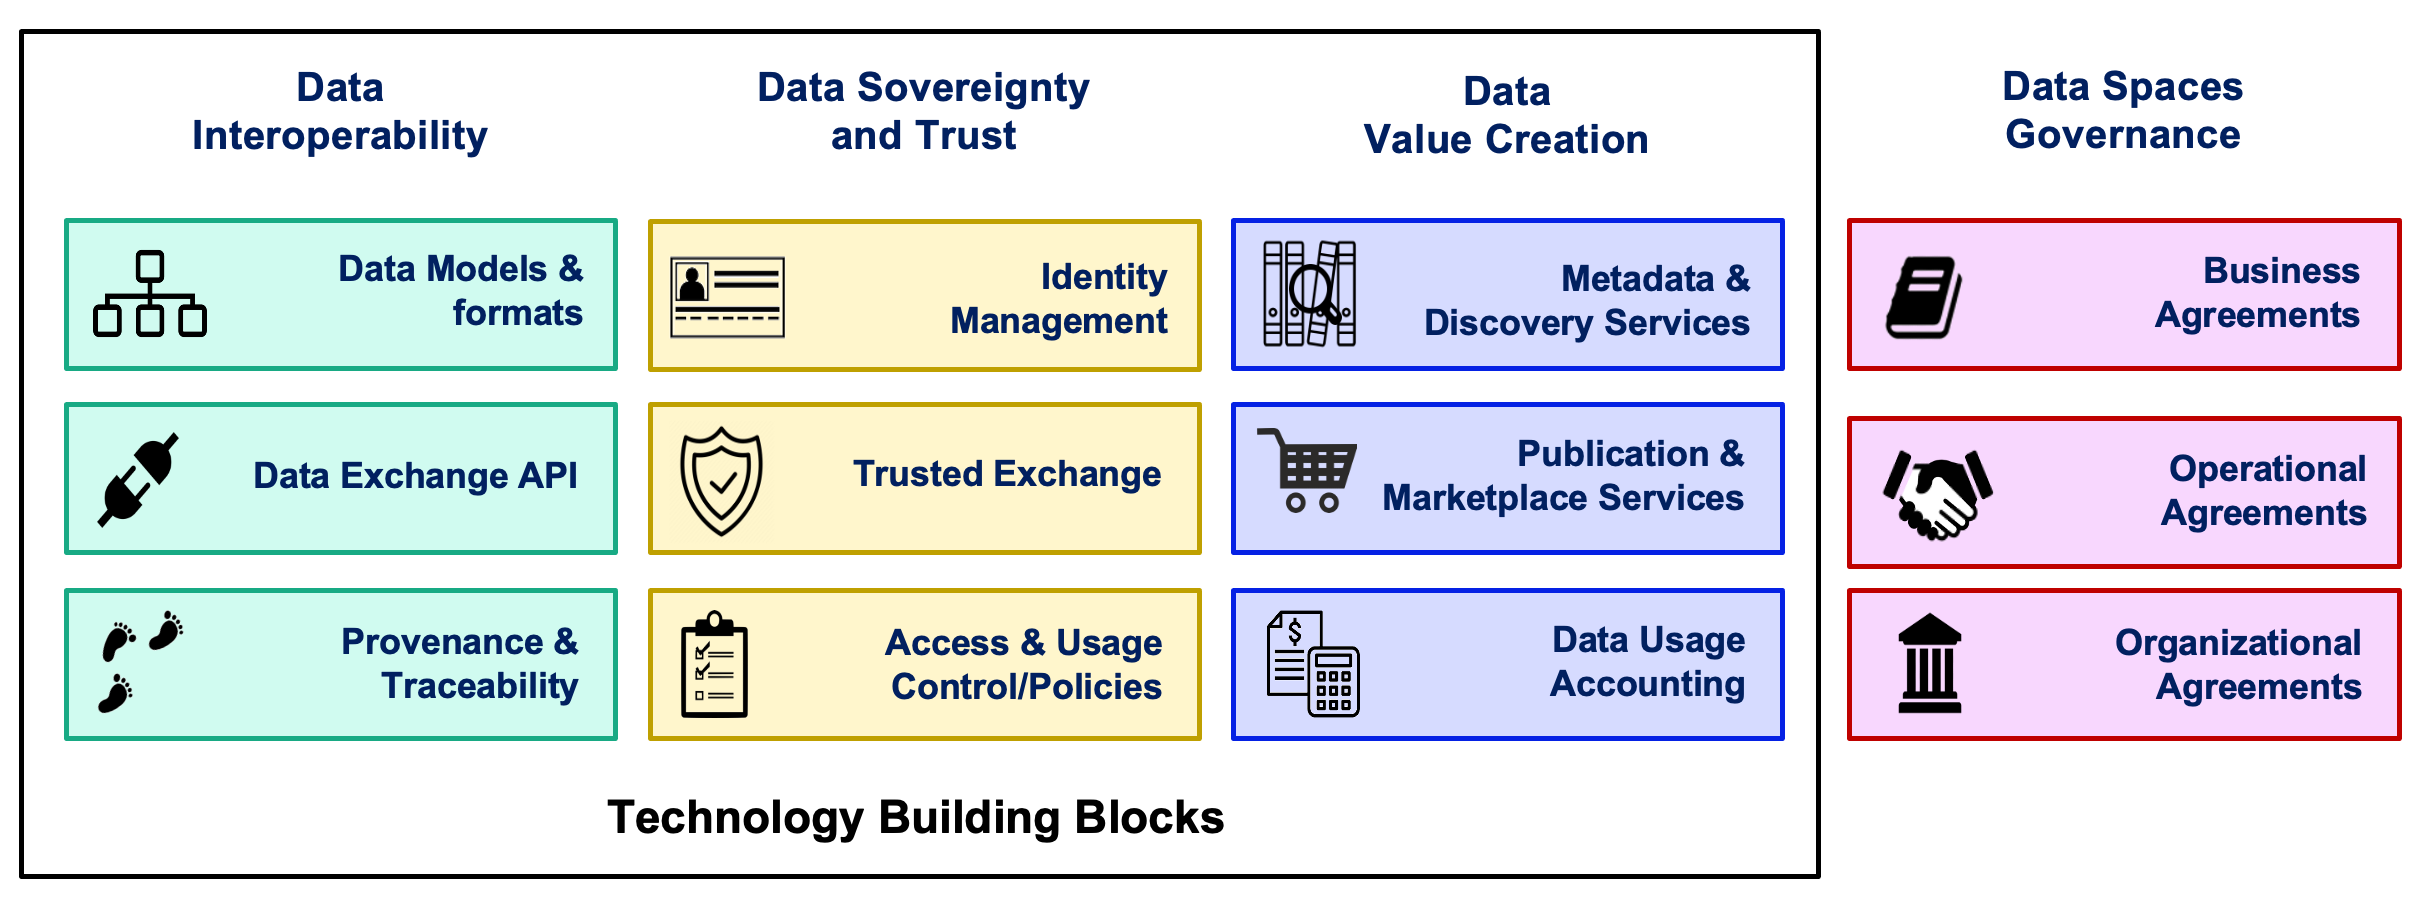 Data
Interoperability
Data Models &
formats
Data Exchange API
Provenance &
Traceability
Data Sovereignty
and Trust
Identity
Management
Trusted Exchange
Access & Usage
Control/Policies
Data
Value Creation
Metadata &
Discovery Services
Publication &
Marketplace Services
$
Data Usage
Accounting
Technology Building Blocks
Data Spaces
Governance
Business
Agreements
Operational
Agreements
Organizational
Agreements